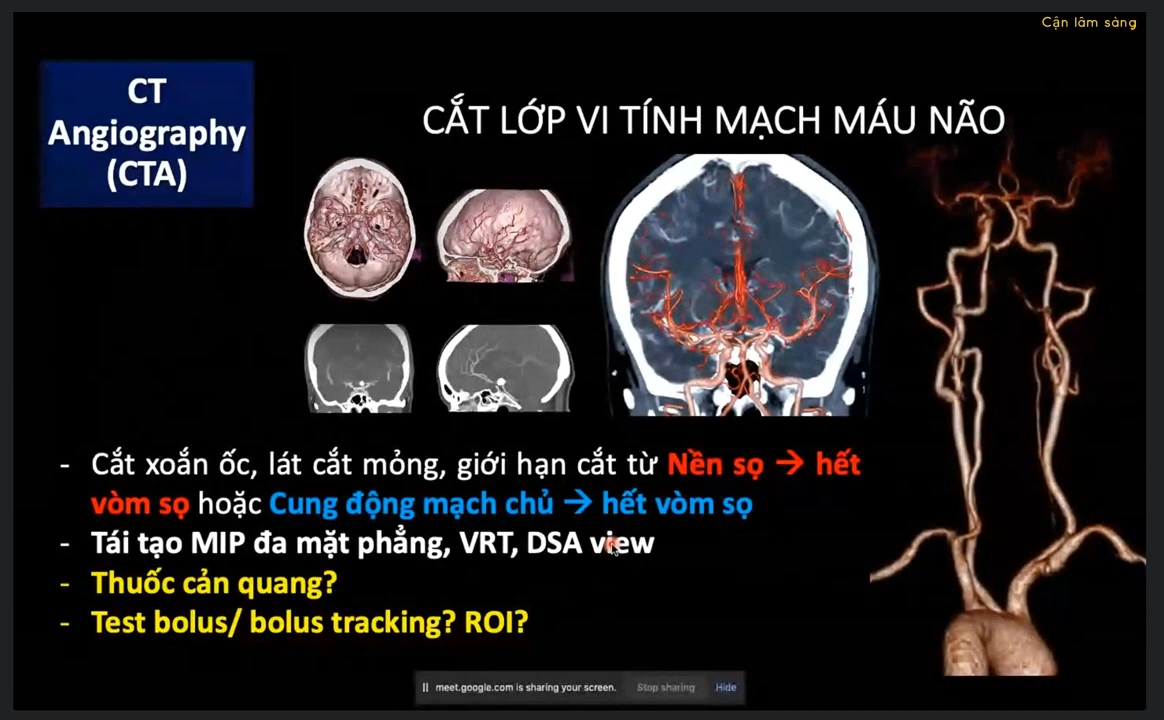 Cận lâm sàng
CT
Angiography
(CTA)
CẮT LỚP VI TÍNH MẠCH MÁU NÃO
- Cắt xoắn ốc, lát cắt mỏng, giới hạn cắt từ Nền sọ → hết
vòm sọ hoặc Cung động mạch chủ → hết vòm sọ
- Tái tạo MIP đa mặt phẳng, VRT, DSA view
- Thuốc cản quang?
- Test bolus/ bolus tracking? ROI?
meet.google.com is sharing your screen. Stop sharing Hide